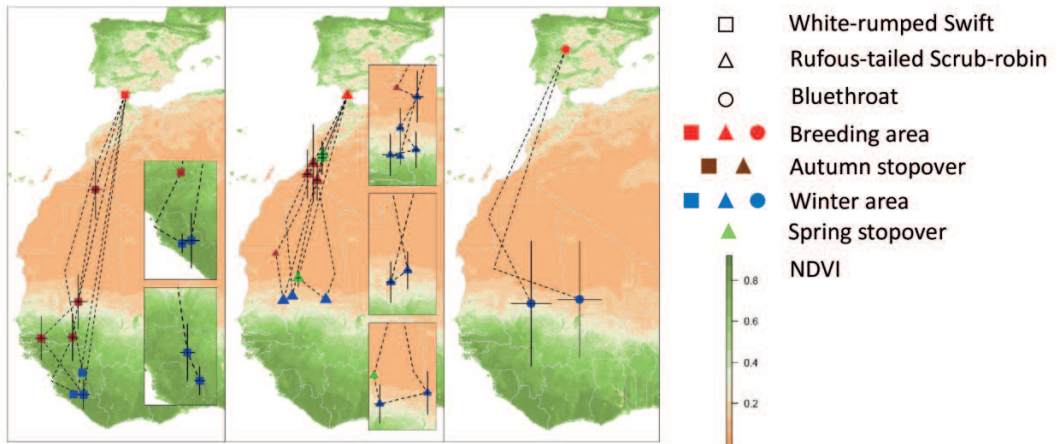 White-rumped Swift
Rufous-tailed Scrub-robin
Bluethroat
Breeding area
Autumn stopover
Winter area
Spring stopover
NDVI
0.8
0.6
0.4
0.2